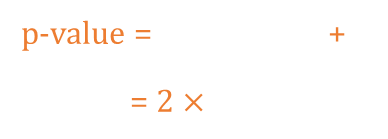 p-value = +
= 2 ×